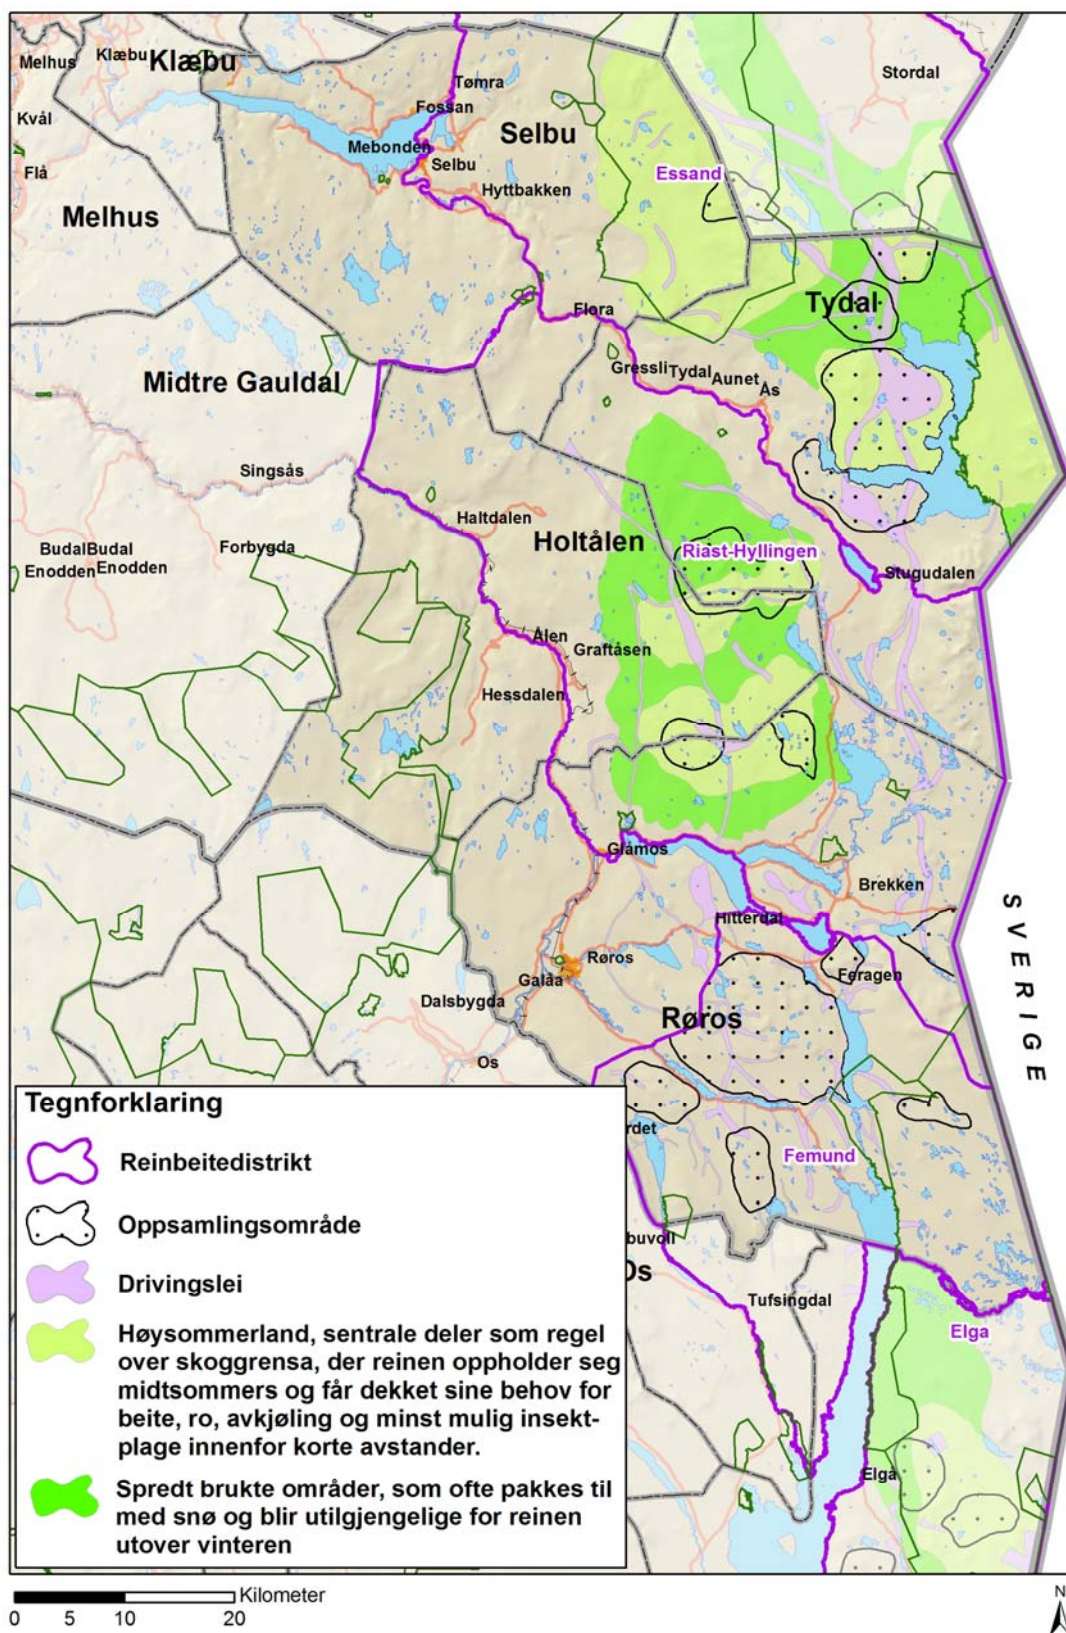 Melhus
Klæbu
Klæbu
Stordal
Tømra
Fossan
Kvål
Selbu
Mebonden
Selbu
Flå
Essand
Hyttbakken
Melhus
Tydal
Flora
Gressli
Tydal
Aunet
Ås
Midtre Gauldal
Singsås
Haltdalen
Holtålen
Riast-Hyllingen
Budal
Budal
Forbygda
Enodden
Enodden
Stugudalen
Ålen
Graftåsen
Hessdalen
Glåmos
Brekken
SVERIGE
Hitterdal
Røros
Feragen
Galåa
Dalsbygda
Røros
Os
rdet
Femund
buvoll
Os
Tufsingdal
Elga
Elgå
Tegnforklaring
Reinbeitedistrikt
Oppsamlingsområde
Drivingslei
Høysommerland, sentrale deler som regel
over skoggrensa, der reinen oppholder seg
midtsommers og får dekket sine behov for
beite, ro, avkjøling og minst mulig insekt-
plage innenfor korte avstander.
Spredt brukte områder, som ofte pakkes til
med snø og blir utilgjengelige for reinen
utover vinteren
Kilometer
0 5 10 20
N